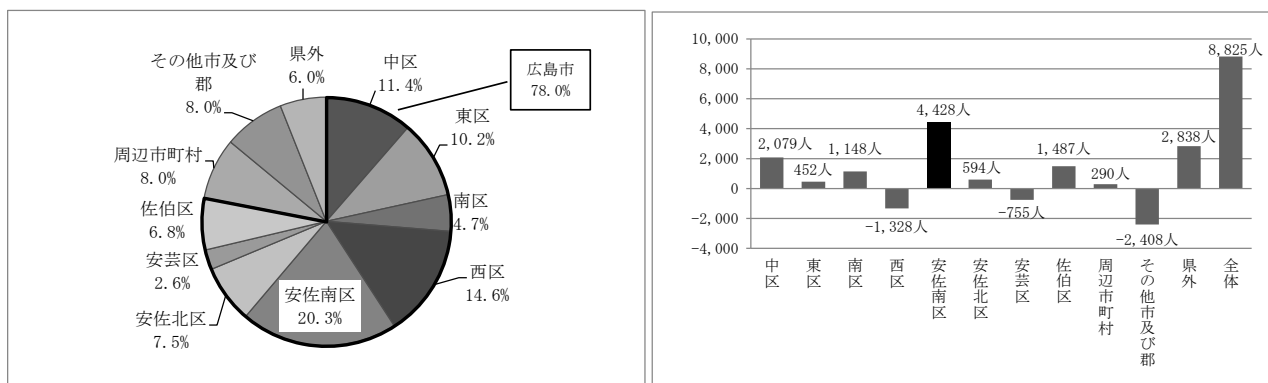 その他市及び
郡
8.0%
県外
6.0%
中区
11.4%
広島市
78.0%
東区
10.2%
周辺市町村
8.0%
南区
4.7%
佐伯区
6.8%
安芸区
2.6%
西区
14.6%
安佐南区
20.3%
安佐北区
7.5%
10,000
8,000
6,000
4,000
2,000
0
-2,000
-4,000
2,079人
452人
1,148人
-1,328人
4,428人
594人
-755人
1,487人
290人
-2,408人
2,838人
8,825人
中区
東区
南区
西区
安佐南区
安佐北区
安芸区
佐伯区
周辺市町村
その他市及び郡
県外
全体